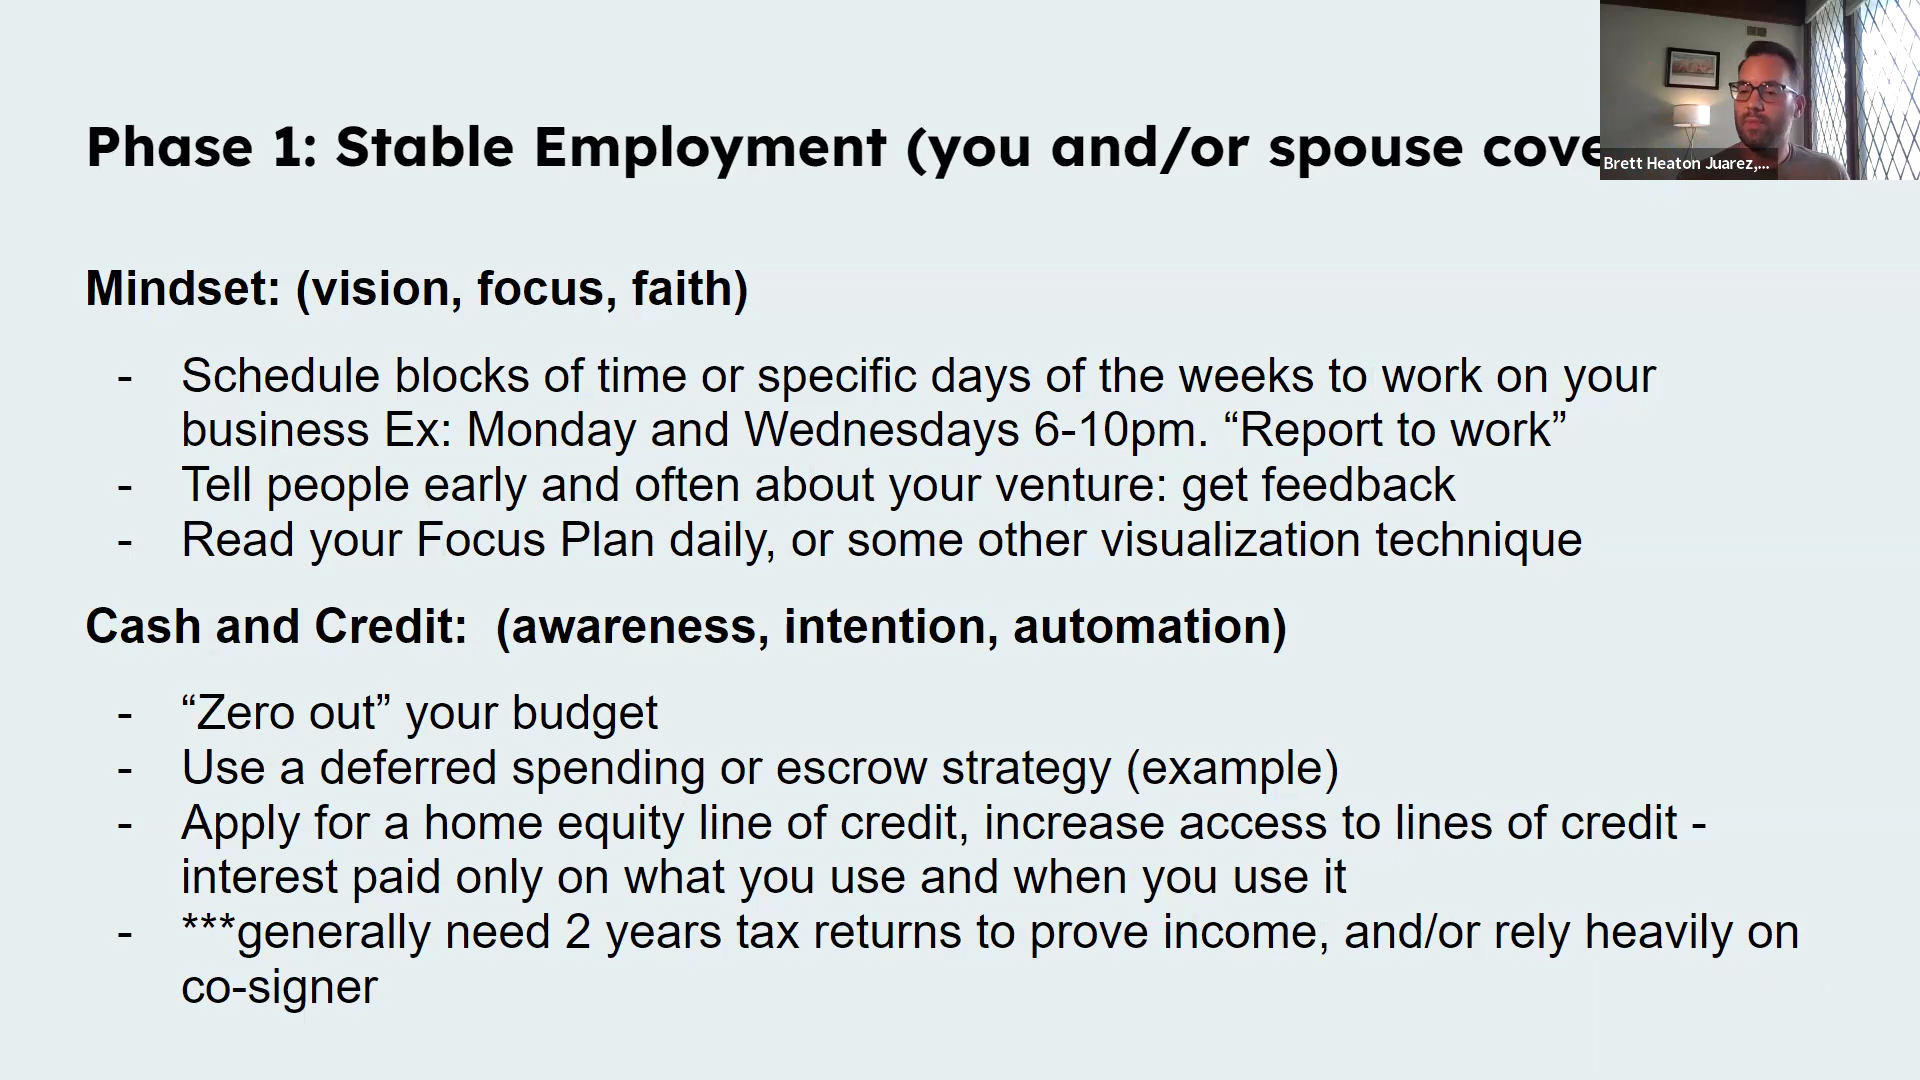 Phase 1: Stable Employment (you and/or spouse
Mindset: (vision, focus, faith)
- Schedule blocks of time or specific days of the weeks to work on your
business Ex: Monday and Wednesdays 6-10pm. “Report to work”
- Tell people early and often about your venture: get feedback
- Read your Focus Plan daily, or some other visualization technique
Cash and Credit:  (awareness, intention, automation)
- “Zero out” your budget
- Use a deferred spending or escrow strategy (example)
- Apply for a home equity line of credit, increase access to lines of credit -
interest paid only on what you use and when you use it
- ***generally need 2 years tax returns to prove income, and/or rely heavily on
co-signer
Brett Heaton Juarez,...